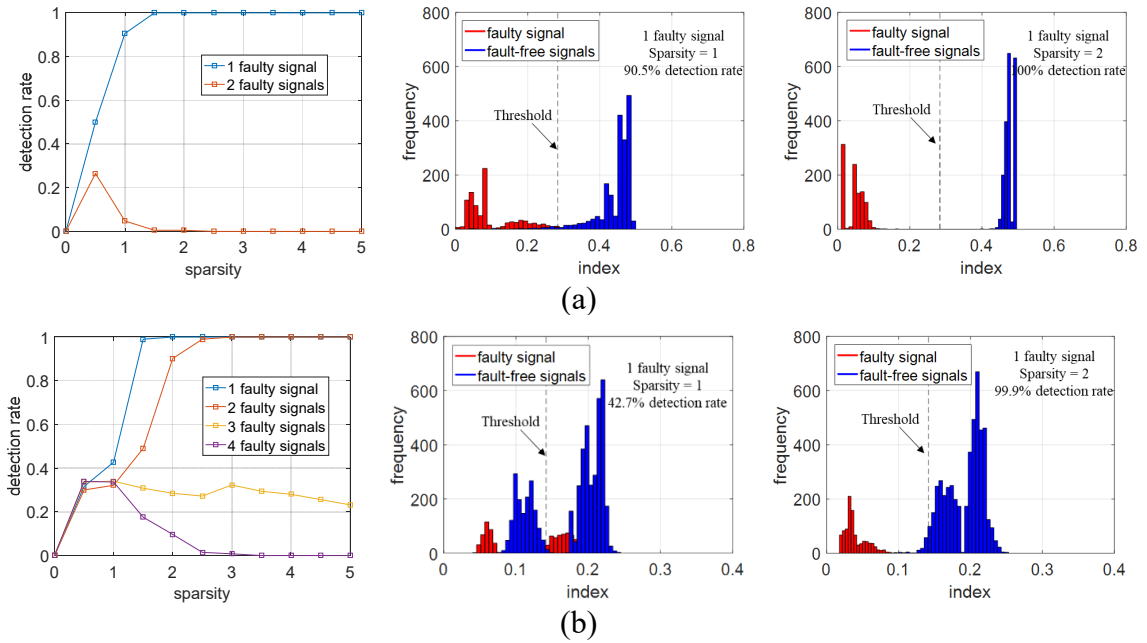 detection rate
1
0.8
0.6
0.4
0.2
0
0 1 2 3 4 5
sparsity
1 faulty signal
2 faulty signals
frequency
800
600
400
200
0
0 0.2 0.4 0.6 0.8
index
faulty signal
fault-free signals
1 faulty signal
Sparsity = 1
90.5% detection rate
Threshold
frequency
800
600
400
200
0
0 0.2 0.4 0.6 0.8
index
faulty signal
fault-free signals
1 faulty signal
Sparsity = 2
100% detection rate
Threshold
(a)
detection rate
1
0.8
0.6
0.4
0.2
0
0 1 2 3 4 5
sparsity
1 faulty signal
2 faulty signals
3 faulty signals
4 faulty signals
frequency
800
600
400
200
0
0 0.1 0.2 0.3 0.4
index
faulty signal
fault-free signals
1 faulty signal
Sparsity = 1
42.7% detection rate
Threshold
frequency
800
600
400
200
0
0 0.1 0.2 0.3 0.4
index
faulty signal
fault-free signals
1 faulty signal
Sparsity = 2
99.9% detection rate
Threshold
(b)